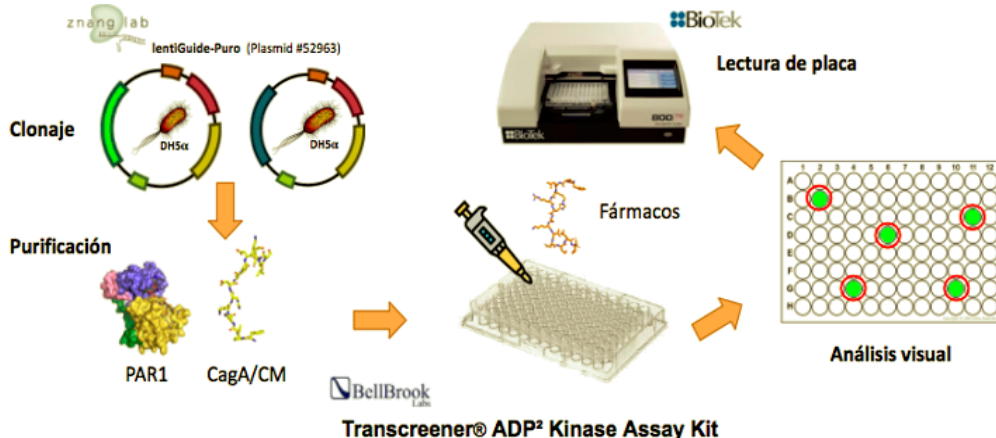 znang lab
lentiGuide-Puro (Plasmid #52963)
Clonaje
DH5α
DH5α
Purificación
PAR1
CagA/CM
BellBrook
Labs
Transcreener® ADP² Kinase Assay Kit
Fármacos
BioTek
Lectura de placa
BioTek
800
1 2 3 4 5 6 7 8 9 10 11 12
A
B
C
D
E
F
G
H
Análisis visual